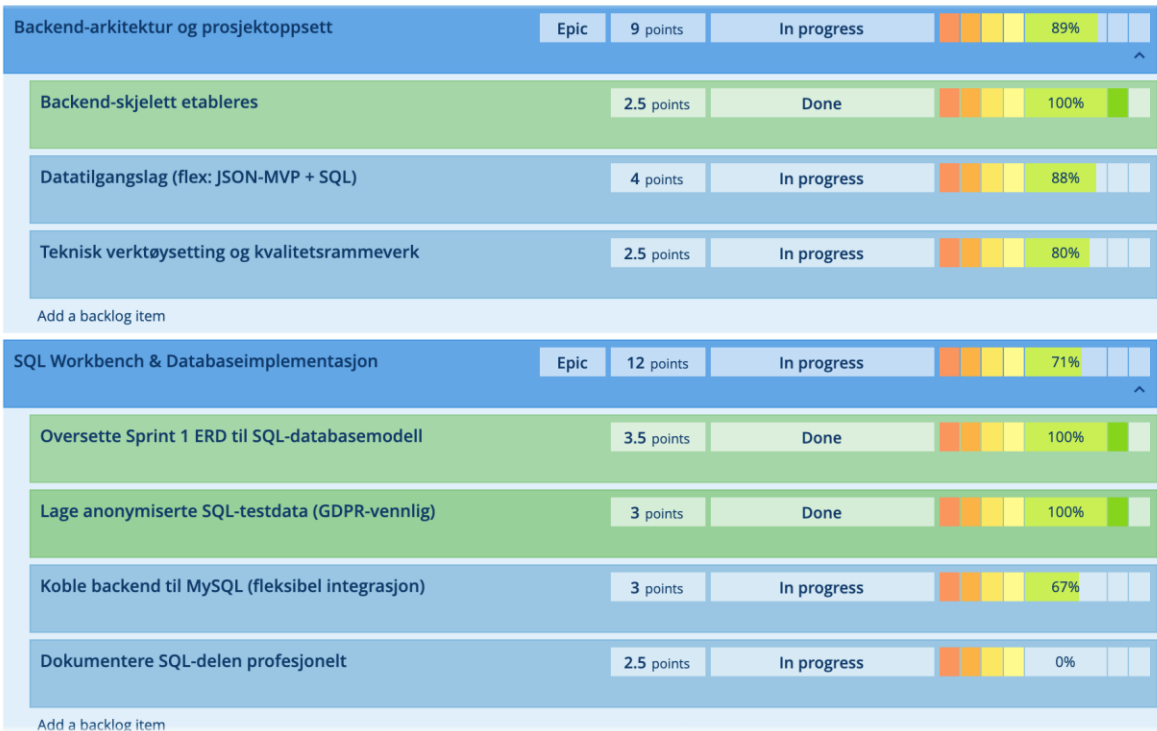 Backend-arkitektur og prosjektoppsett Epic 9 points In progress 89%
Backend-skjelett etableres 2.5 points Done 100%
Datatilgangslag (flex: JSON-MVP + SQL) 4 points In progress 88%
Teknisk verktøysetting og kvalitetsrammeverk 2.5 points In progress 80%
Add a backlog item
SQL Workbench & Databaseimplementasjon Epic 12 points In progress 71%
Oversette Sprint 1 ERD til SQL-databasemodell 3.5 points Done 100%
Lage anonymiserte SQL-testdata (GDPR-vennlig) 3 points Done 100%
Koble backend til MySQL (fleksibel integrasjon) 3 points In progress 67%
Dokumentere SQL-delen profesjonelt 2.5 points In progress 0%
Add a backlog item